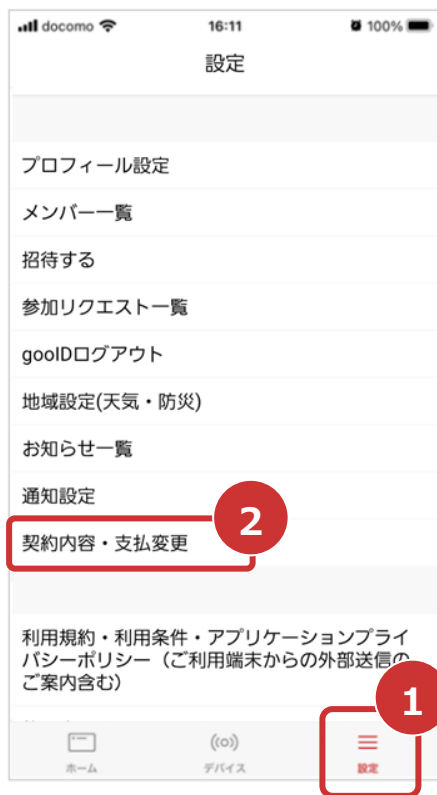 docomo 16:11 100%
設定
プロフィール設定
メンバー一覧
招待する
参加リクエスト一覧
gooIDログアウト
地域設定(天気・防災)
お知らせ一覧
通知設定
2
契約内容・支払変更
利用規約・利用条件・アプリケーションプライ
バシーポリシー（ご利用端末からの外部送信の
ご案内含む）
1
ホーム デバイス 設定